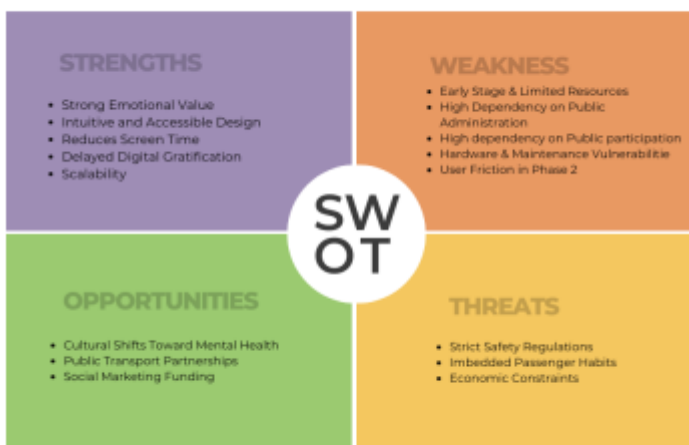 STRENGTHS
• Strong Emotional Value
• Intuitive and Accessible Design
• Reduces Screen Time
• Delayed Digital Gratification
• Scalability
WEAKNESS
• Early Stage & Limited Resources
• High Dependency on Public
Administration
• High dependency on Public participation
• Hardware & Maintenance Vulnerabilitie
• User Friction in Phase 2
SW
OT
OPPORTUNITIES
• Cultural Shifts Toward Mental Health
• Public Transport Partnerships
• Social Marketing Funding
THREATS
• Strict Safety Regulations
• Imbedded Passenger Habits
• Economic Constraints